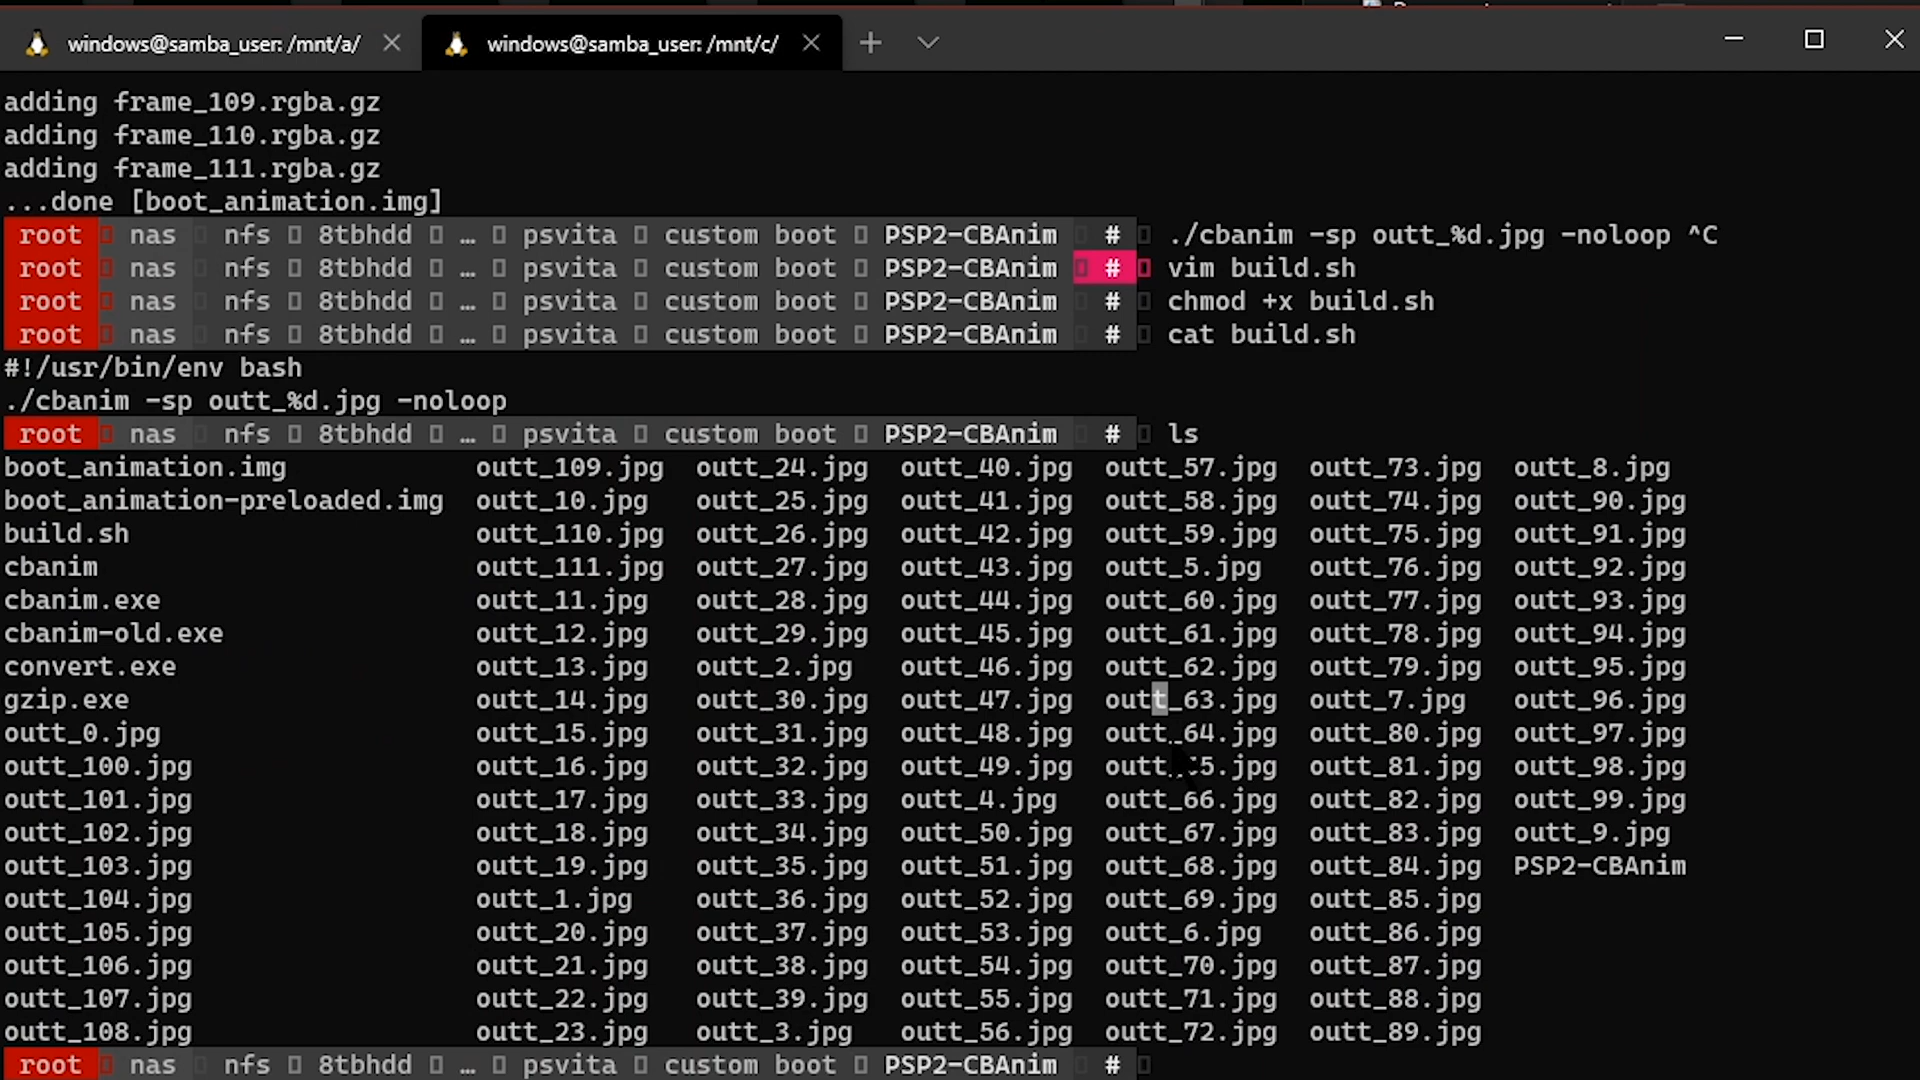 windows@samba_user: /mnt/a/ windows@samba_user: /mnt/c/
adding frame_109.rgba.gz
adding frame_110.rgba.gz
adding frame_111.rgba.gz
...done [boot_animation.img]
root nas nfs 8tbhdd … psvita custom boot PSP2-CBAnim # ./cbanim -sp outt_%d.jpg -noloop ^C
root nas nfs 8tbhdd … psvita custom boot PSP2-CBAnim # vim build.sh
root nas nfs 8tbhdd … psvita custom boot PSP2-CBAnim # chmod +x build.sh
root nas nfs 8tbhdd … psvita custom boot PSP2-CBAnim # cat build.sh
#!/usr/bin/env bash
./cbanim -sp outt_%d.jpg -noloop
root nas nfs 8tbhdd … psvita custom boot PSP2-CBAnim # ls
boot_animation.img outt_109.jpg outt_24.jpg outt_40.jpg outt_57.jpg outt_73.jpg outt_8.jpg
boot_animation-preloaded.img outt_10.jpg outt_25.jpg outt_41.jpg outt_58.jpg outt_74.jpg outt_90.jpg
build.sh outt_110.jpg outt_26.jpg outt_42.jpg outt_59.jpg outt_75.jpg outt_91.jpg
cbanim outt_111.jpg outt_27.jpg outt_43.jpg outt_5.jpg outt_76.jpg outt_92.jpg
cbanim.exe outt_11.jpg outt_28.jpg outt_44.jpg outt_60.jpg outt_77.jpg outt_93.jpg
cbanim-old.exe outt_12.jpg outt_29.jpg outt_45.jpg outt_61.jpg outt_78.jpg outt_94.jpg
convert.exe outt_13.jpg outt_2.jpg outt_46.jpg outt_62.jpg outt_79.jpg outt_95.jpg
gzip.exe outt_14.jpg outt_30.jpg outt_47.jpg outt_63.jpg outt_7.jpg outt_96.jpg
outt_0.jpg outt_15.jpg outt_31.jpg outt_48.jpg outt_64.jpg outt_80.jpg outt_97.jpg
outt_100.jpg outt_16.jpg outt_32.jpg outt_49.jpg outt_65.jpg outt_81.jpg outt_98.jpg
outt_101.jpg outt_17.jpg outt_33.jpg outt_4.jpg outt_66.jpg outt_82.jpg outt_99.jpg
outt_102.jpg outt_18.jpg outt_34.jpg outt_50.jpg outt_67.jpg outt_83.jpg outt_9.jpg
outt_103.jpg outt_19.jpg outt_35.jpg outt_51.jpg outt_68.jpg outt_84.jpg PSP2-CBAnim
outt_104.jpg outt_1.jpg outt_36.jpg outt_52.jpg outt_69.jpg outt_85.jpg
outt_105.jpg outt_20.jpg outt_37.jpg outt_53.jpg outt_6.jpg outt_86.jpg
outt_106.jpg outt_21.jpg outt_38.jpg outt_54.jpg outt_70.jpg outt_87.jpg
outt_107.jpg outt_22.jpg outt_39.jpg outt_55.jpg outt_71.jpg outt_88.jpg
outt_108.jpg outt_23.jpg outt_3.jpg outt_56.jpg outt_72.jpg outt_89.jpg
root nas nfs 8tbhdd … psvita custom boot PSP2-CBAnim #